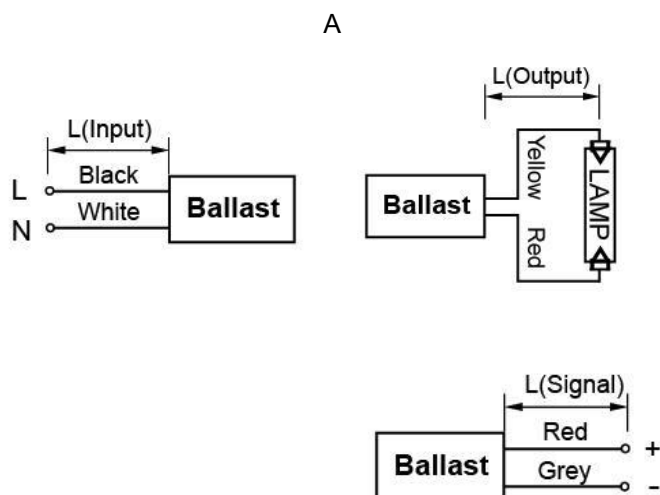 A
L(Input)
L
Black
N
White
Ballast
L(Output)
Ballast
Yellow
Red
LAMP
L(Signal)
Ballast
Red
+
Grey
-